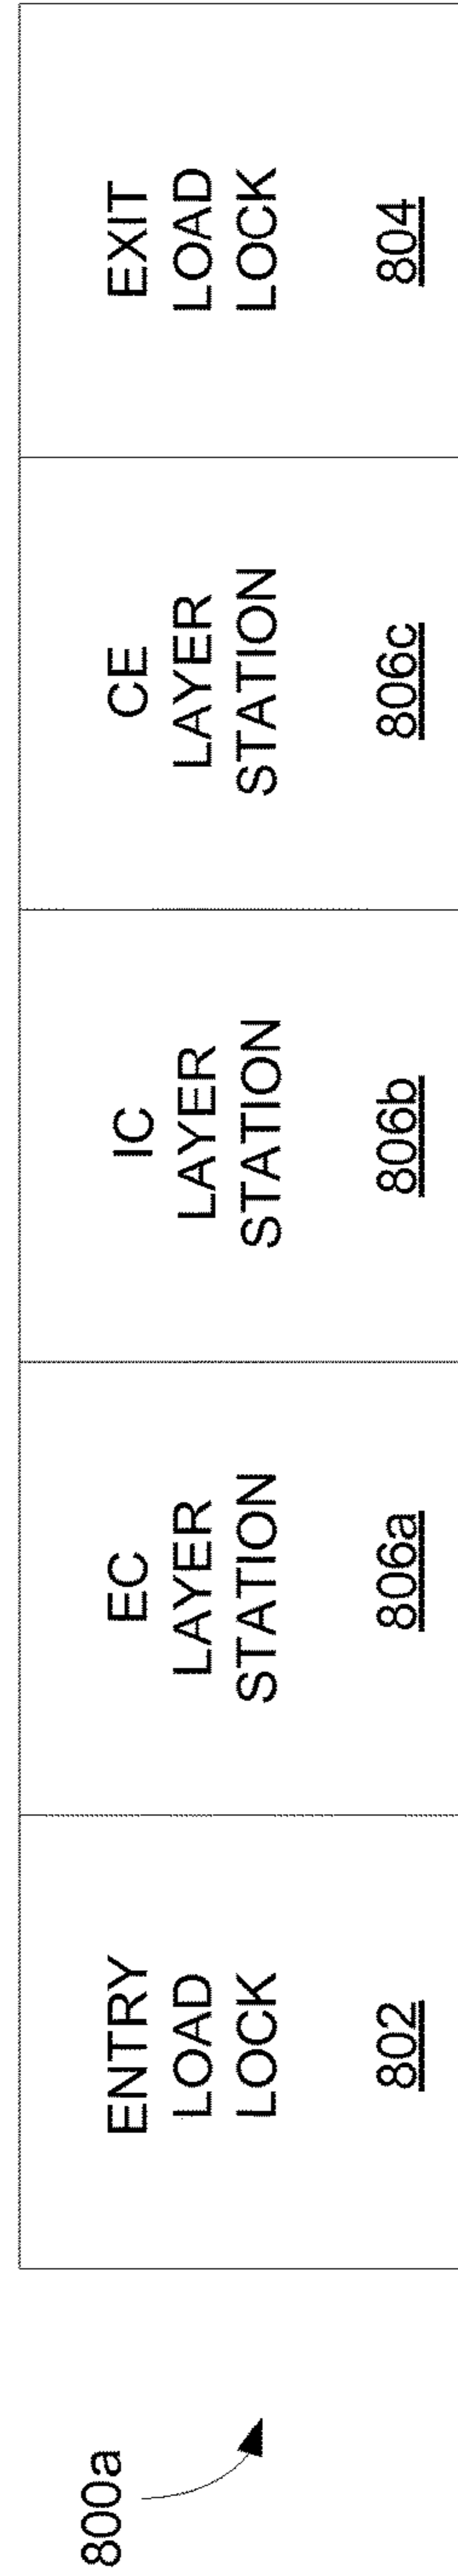 800a
ENTRY
LOAD
LOCK
802
EC
LAYER
STATION
806a
IC
LAYER
STATION
806b
CE
LAYER
STATION
806c
EXIT
LOAD
LOCK
804